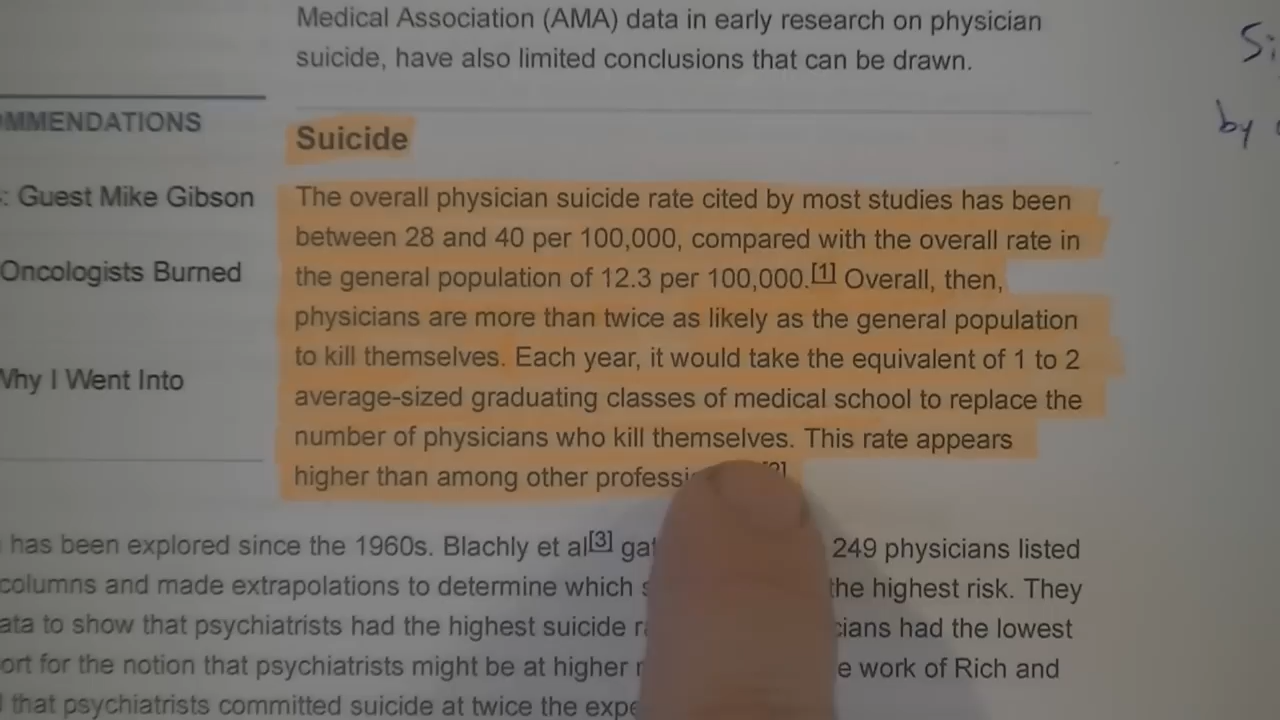 Medical Association (AMA) data in early research on physician
suicide, have also limited conclusions that can be drawn.
MMENDATIONS
: Guest Mike Gibson
Oncologists Burned
Why I Went Into
Suicide
The overall physician suicide rate cited by most studies has been
between 28 and 40 per 100,000, compared with the overall rate in
the general population of 12.3 per 100,000.[1] Overall, then,
physicians are more than twice as likely as the general population
to kill themselves. Each year, it would take the equivalent of 1 to 2
average-sized graduating classes of medical school to replace the
number of physicians who kill themselves. This rate appears
higher than among other [2]
has been explored since the 1960s. Blachly et al[3] 249 physicians listed
columns and made extrapolations to determine which the highest risk. They
to show that psychiatrists had the highest suicide had the lowest
for the notion that psychiatrists might be at higher work of Rich and
that psychiatrists committed suicide at twice the
by